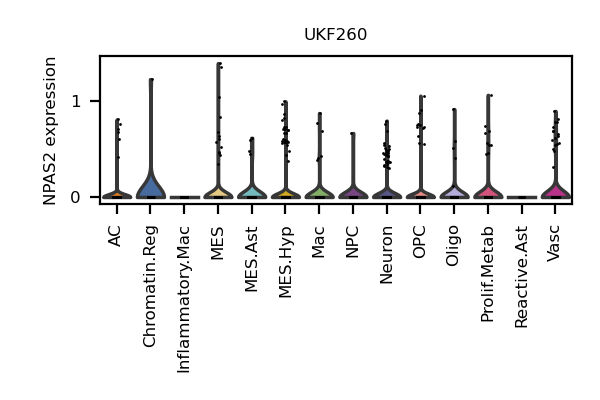 UKF260
NPAS2 expression
1
0
AC
Chromatin.Reg
Inflammatory.Mac
MES
MES.Ast
MES.Hyp
Mac
NPC
Neuron
OPC
Oligo
Prolif.Metab
Reactive.Ast
Vasc